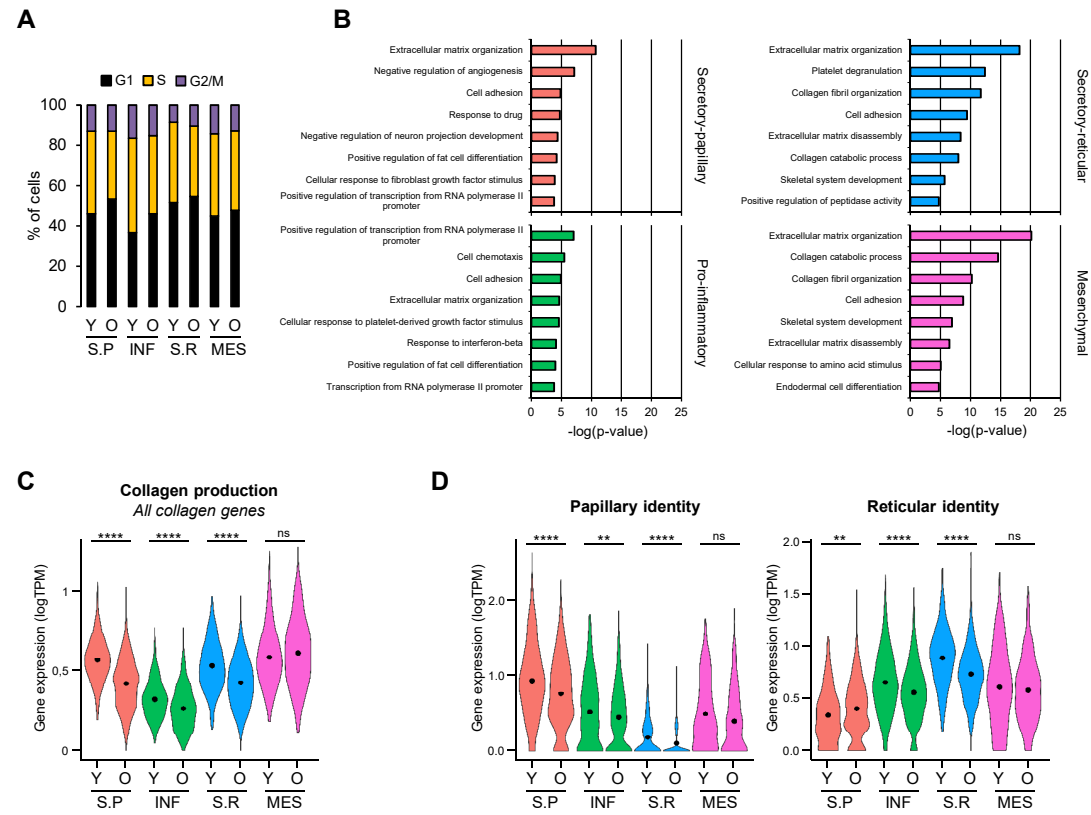 A
G1 S G2/M
% of cells
100
80
60
40
20
0
Y O Y O Y O Y O
S.P INF S.R MES
B
Extracellular matrix organization
Negative regulation of angiogenesis
Cell adhesion
Response to drug
Negative regulation of neuron projection development
Positive regulation of fat cell differentiation
Cellular response to fibroblast growth factor stimulus
Positive regulation of transcription from RNA polymerase II
promoter
Secretory-papillary
Positive regulation of transcription from RNA polymerase II
promoter
Cell chemotaxis
Cell adhesion
Extracellular matrix organization
Cellular response to platelet-derived growth factor stimulus
Response to interferon-beta
Positive regulation of fat cell differentiation
Transcription from RNA polymerase II promoter
Pro-inflammatory
0 5 10 15 20 25
-log(p-value)
Extracellular matrix organization
Platelet degranulation
Collagen fibril organization
Cell adhesion
Extracellular matrix disassembly
Collagen catabolic process
Skeletal system development
Positive regulation of peptidase activity
Secretory-reticular
Extracellular matrix organization
Collagen catabolic process
Collagen fibril organization
Cell adhesion
Skeletal system development
Extracellular matrix disassembly
Cellular response to amino acid stimulus
Endodermal cell differentiation
Mesenchymal
0 5 10 15 20 25
-log(p-value)
C
Collagen production
All collagen genes
**** **** **** ns
Gene expression (logTPM)
1
0,5
0
Y O Y O Y O Y O
S.P INF S.R MES
D
Papillary identity
**** ** **** ns
Gene expression (logTPM)
2.0
1.0
0.0
Y O Y O Y O Y O
S.P INF S.R MES
Reticular identity
** **** **** ns
Gene expression (logTPM)
2.0
1.5
1.0
0.5
0.0
Y O Y O Y O Y O
S.P INF S.R MES